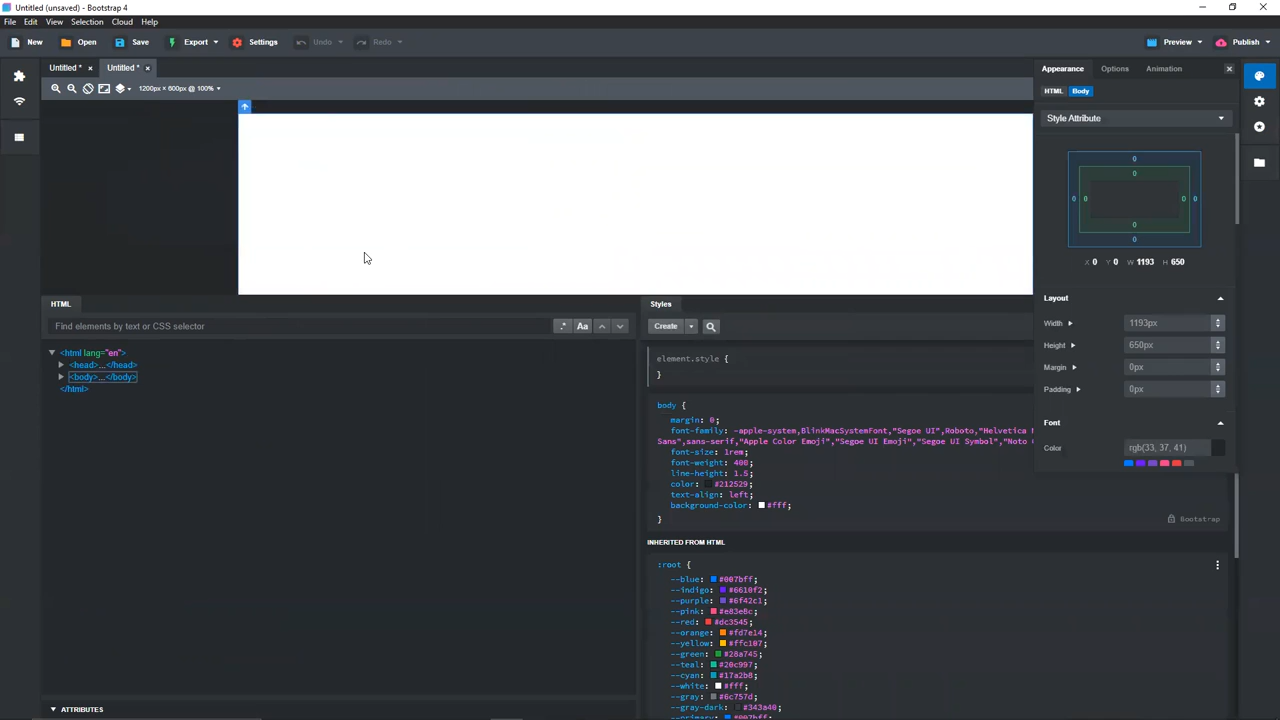 Untitled (unsaved) - Bootstrap 4
File Edit View Selection Cloud Help
New Open Save Export Settings Undo Redo Preview Publish
Untitled * Untitled *
1200px × 600px @ 100%
Appearance Options Animation
HTML Body
Style Attribute
0
0
0 0 0 0
0
0
X 0 Y 0 W 1193 H 650
Layout
Width 1193px
Height 650px
Margin 0px
Padding 0px
Font
Color rgb(33, 37, 41)
HTML
Find elements by text or CSS selector
.* Aa
<html lang="en">
<head>...</head>
<body>...</body>
</html>
ATTRIBUTES
Styles
Create
element.style {
}
body {
margin: 0;
font-family: -apple-system,BlinkMacSystemFont,"Segoe UI",Roboto,"Helvetica N
Sans",sans-serif,"Apple Color Emoji","Segoe UI Emoji","Segoe UI Symbol","Noto C
font-size: 1rem;
font-weight: 400;
line-height: 1.5;
color: #212529;
text-align: left;
background-color: #fff;
}
Bootstrap
INHERITED FROM HTML
:root {
--blue: #007bff;
--indigo: #6610f2;
--purple: #6f42c1;
--pink: #e83e8c;
--red: #dc3545;
--orange: #fd7e14;
--yellow: #ffc107;
--green: #28a745;
--teal: #20c997;
--cyan: #17a2b8;
--white: #fff;
--gray: #6c757d;
--gray-dark: #343a40;
--primary: #007bff;